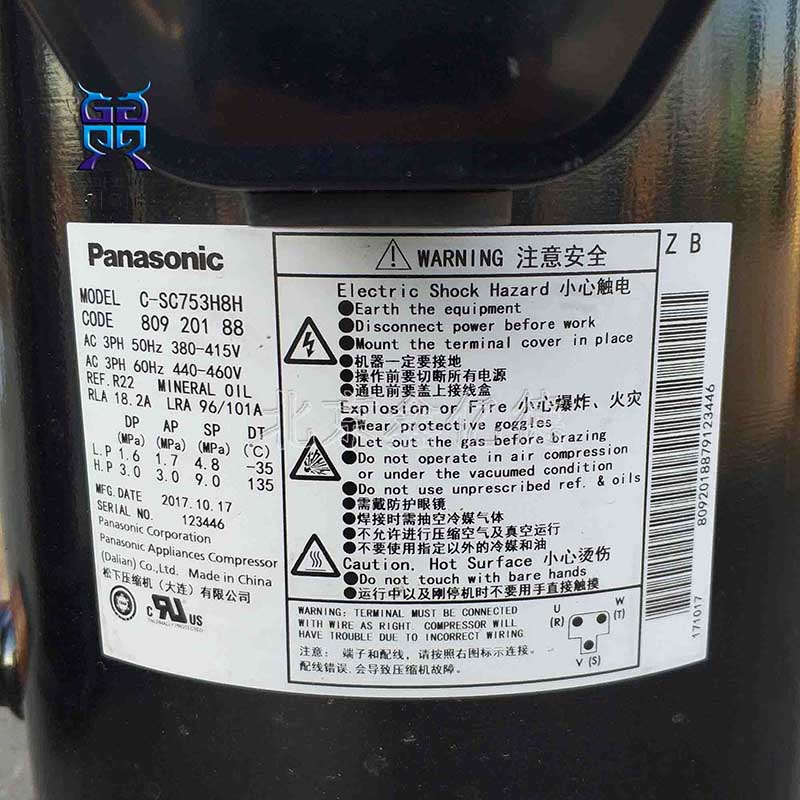 Panasonic
MODEL C-SC753H8H
CODE 809 201 88
AC 3PH 50Hz 380-415V
AC 3PH 60Hz 440-460V
REF.R22 MINERAL OIL
RLA 18.2A LRA 96/101A
DP AP SP DT
(MPa) (MPa) (MPa) (℃)
L.P 1.6 1.7 4.8 -35
H.P 3.0 3.0 9.0 135
MFG.DATE 2017.10.17
SERIAL NO. 123446
Panasonic Corporation
Panasonic Appliances Compressor
(Dalian) Co.,Ltd. Made in China
松下压缩机(大连)有限公司
C RU US
THERMALLY PROTECTED
WARNING 注意安全
Electric Shock Hazard 小心触电
●Earth the equipment
●Disconnect power before work
●Mount the terminal cover in place
●机器一定要接地
●操作前要切断所有电源
●通电前要盖上接线盒
Explosion or Fire 小心爆炸、火灾
●Wear protective goggles
●Let out the gas before brazing
●Do not operate in air compression
or under the vacuumed condition
●Do not use unprescribed ref. & oils
●需戴防护眼镜
●焊接时需抽空冷媒气体
●不允许进行压缩空气及真空运行
●不要使用指定以外的冷媒和油
Caution. Hot Surface 小心烫伤
●Do not touch with bare hands
●运行中以及刚停机时不要用手直接触摸
WARNING: TERMINAL MUST BE CONNECTED
WITH WIRE AS RIGHT. COMPRESSOR WILL
HAVE TROUBLE DUE TO INCORRECT WIRING
注意: 端子和配线, 请按照右图标示连接。
配线错误,会导致压缩机故障。
U W
(R) (T)
V (S)
Z B
8092018879123446
171017